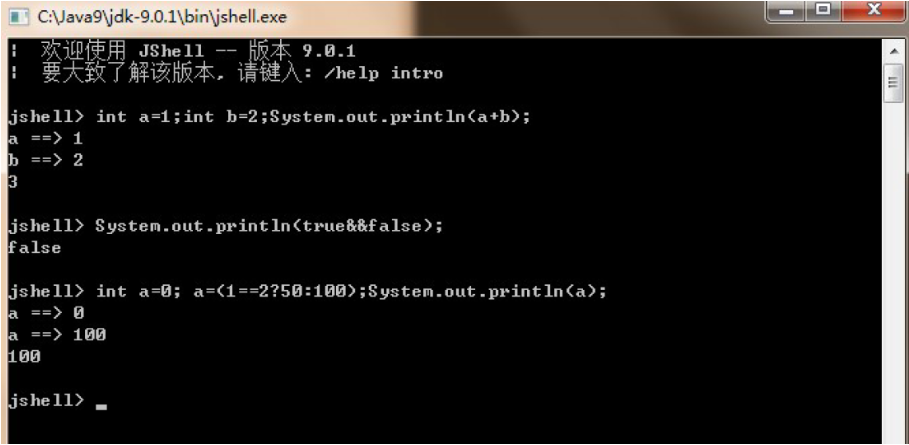 C:\Java9\jdk-9.0.1\bin\jshell.exe
|  欢迎使用 JShell -- 版本 9.0.1
|  要大致了解该版本，请键入: /help intro
jshell> int a=1;int b=2;System.out.println(a+b);
a ==> 1
b ==> 2
3
jshell> System.out.println(true&&false);
false
jshell> int a=0; a=(1==2?50:100);System.out.println(a);
a ==> 0
a ==> 100
100
jshell> _